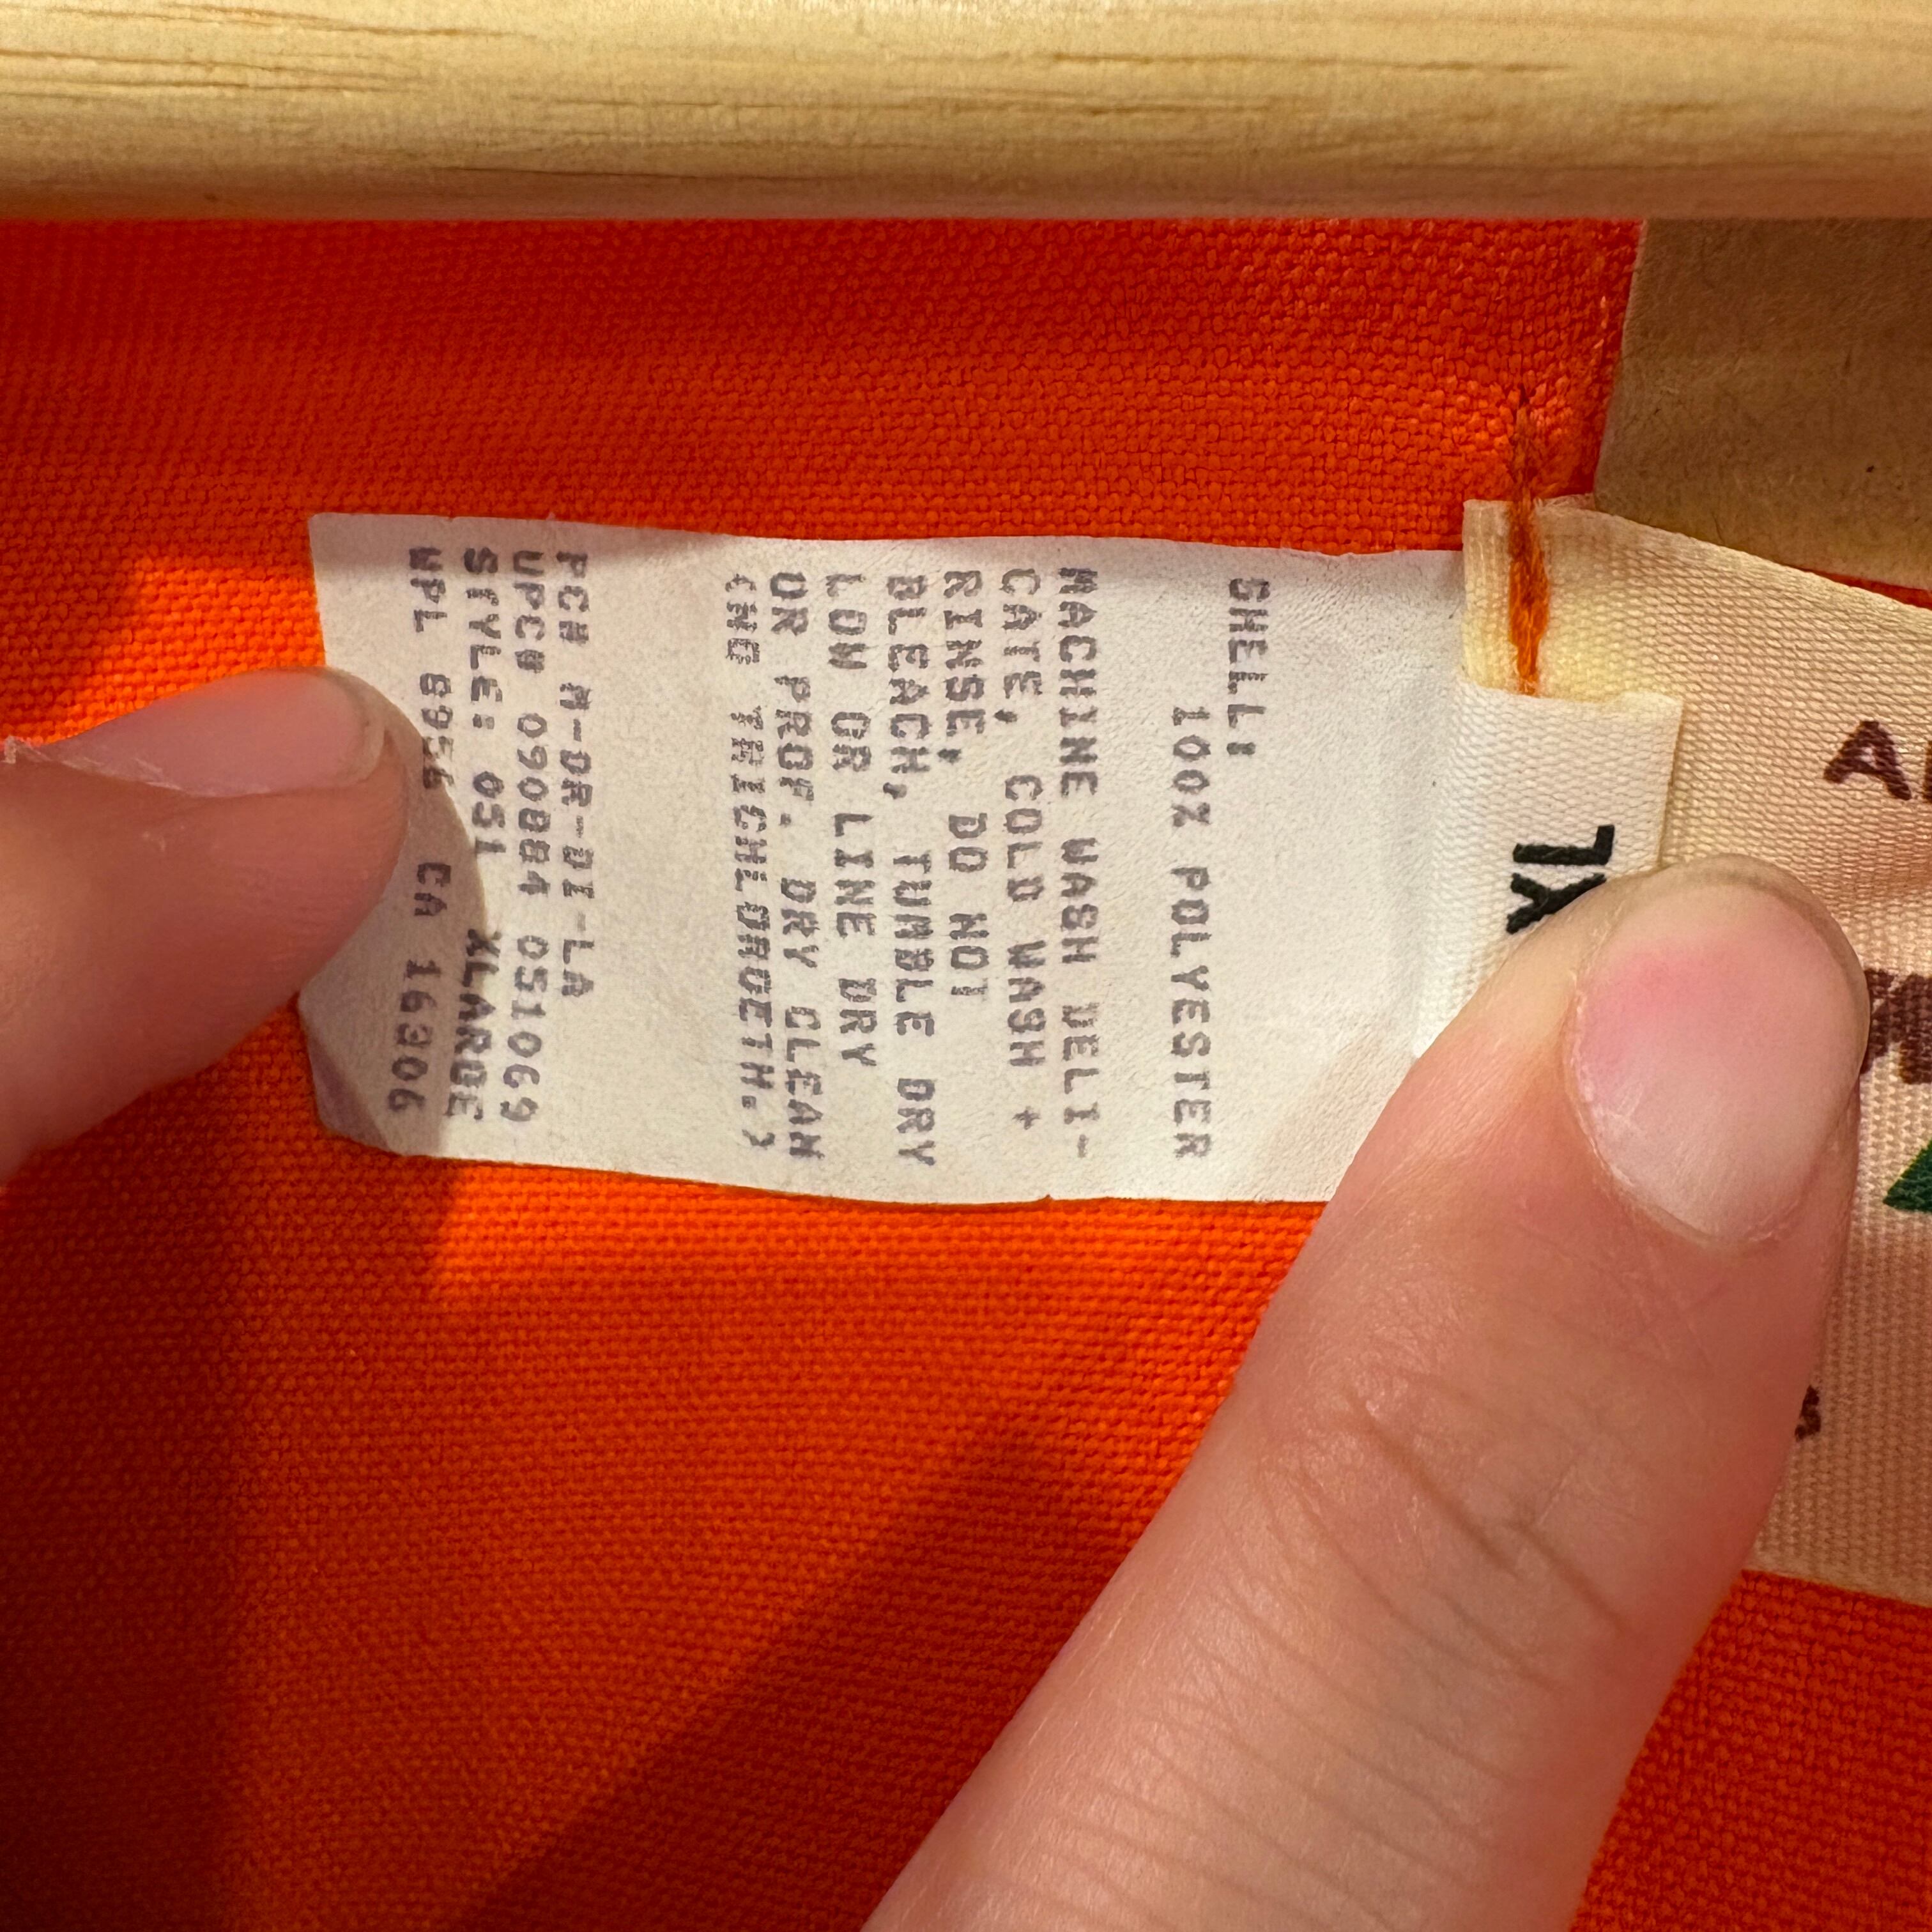 XL
SHELL:
100% POLYESTER
MACHINE WASH DELI-
CATE, COLD WASH +
RINSE, DO NOT
BLEACH, TUMBLE DRY
LOW OR LINE DRY
OR PROF. DRY CLEAN
<NO TRICHLOROETH.>
PC# M-DR-DI-LA
UPC# 090884 051069
STYLE: 051 XLARGE
WPL 8956 CA 16306